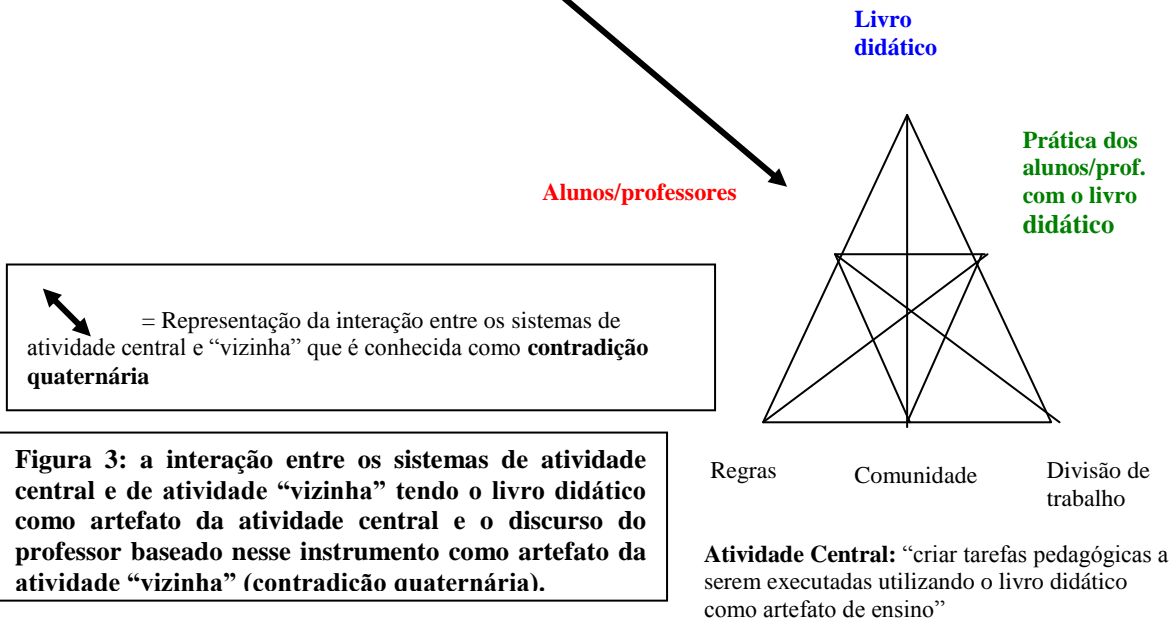 Livro
didático
Prática dos
alunos/prof.
com o livro
didático
Alunos/professores
= Representação da interação entre os sistemas de
atividade central e “vizinha” que é conhecida como contradição
quaternária
Figura 3: a interação entre os sistemas de atividade
central e de atividade “vizinha” tendo o livro didático
como artefato da atividade central e o discurso do
professor baseado nesse instrumento como artefato da
atividade “vizinha” (contradição quaternária).
Regras
Comunidade
Divisão de
trabalho
Atividade Central: “criar tarefas pedagógicas a
serem executadas utilizando o livro didático
como artefato de ensino”